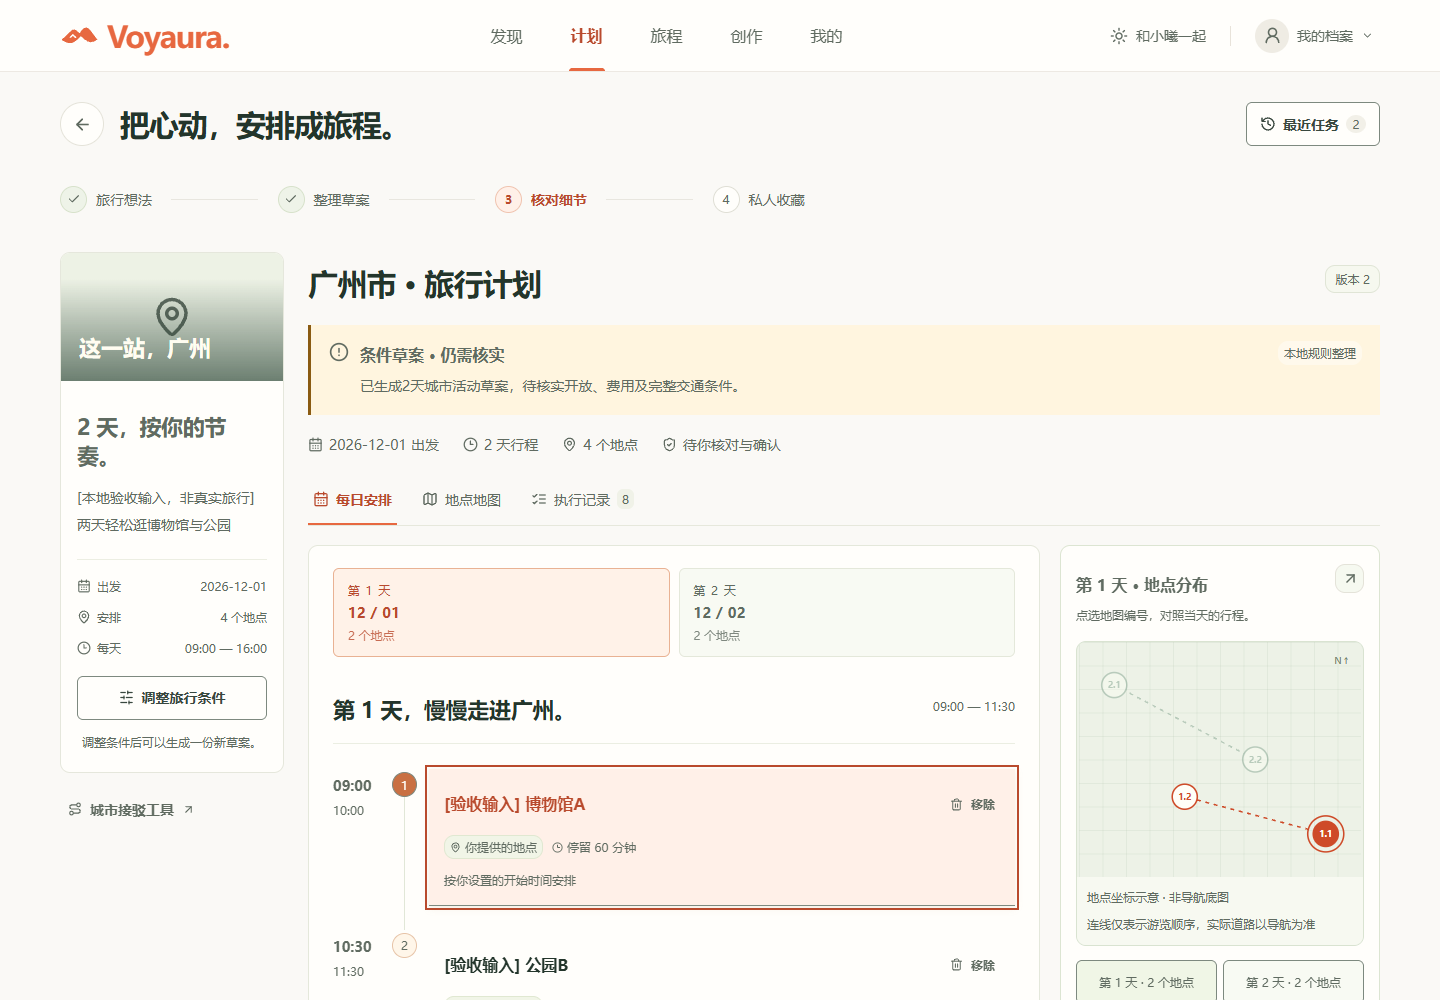 Voyaura.
发现
计划
旅程
创作
我的
和小曦一起
我的档案
把心动，安排成旅程。
最近任务 2
旅行想法
整理草案
3 核对细节
4 私人收藏
这一站，广州
2 天，按你的节
奏。
[本地验收输入，非真实旅行]
两天轻松逛博物馆与公园
出发 2026-12-01
安排 4 个地点
每天 09:00 — 16:00
调整旅行条件
调整条件后可以生成一份新草案。
城市接驳工具
广州市 • 旅行计划
版本 2
条件草案 • 仍需核实
本地规则整理
已生成2天城市活动草案，待核实开放、费用及完整交通条件。
2026-12-01 出发
2 天行程
4 个地点
待你核对与确认
每日安排
地点地图
执行记录 8
第 1 天
12 / 01
2 个地点
第 2 天
12 / 02
2 个地点
第 1 天，慢慢走进广州。
09:00 — 11:30
09:00
10:00
1
[验收输入] 博物馆A
移除
你提供的地点
停留 60 分钟
按你设置的开始时间安排
10:30
11:30
2
[验收输入] 公园B
移除
第 1 天 • 地点分布
点选地图编号，对照当天的行程。
N↑
2.1
2.2
1.2
1.1
地点坐标示意 · 非导航底图
连线仅表示游览顺序，实际道路以导航为准
第 1 天 · 2 个地点
第 2 天 · 2 个地点